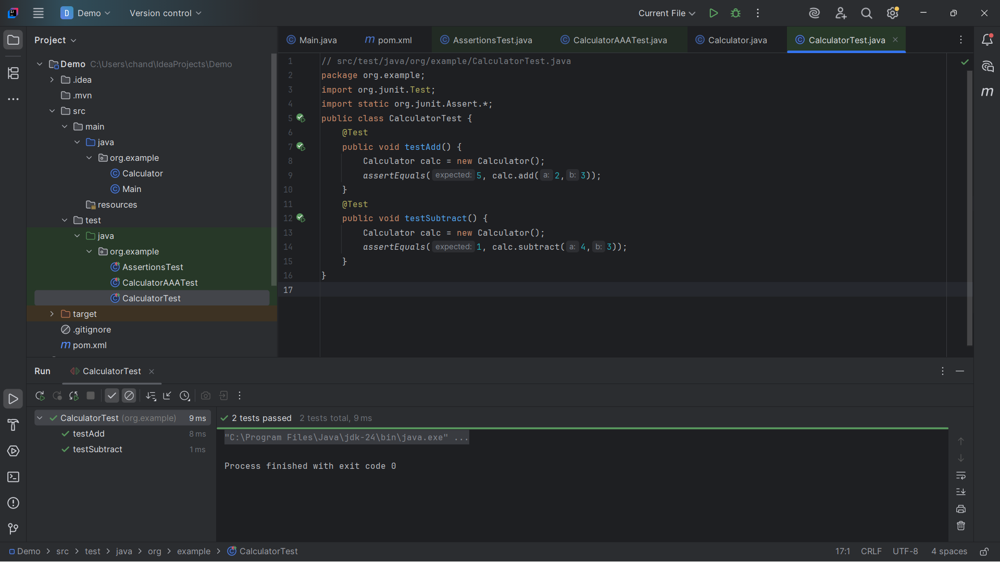 D Demo Version control Current File
Project
Main.java pom.xml AssertionsTest.java CalculatorAAATest.java Calculator.java CalculatorTest.java
Demo C:\Users\chand\IdeaProjects\Demo
.idea
.mvn
src
main
java
org.example
Calculator
Main
resources
test
java
org.example
AssertionsTest
CalculatorAAATest
CalculatorTest
target
.gitignore
pom.xml
1 // src/test/java/org/example/CalculatorTest.java
2 package org.example;
3 import org.junit.Test;
4 import static org.junit.Assert.*;
5 public class CalculatorTest {
6 @Test
7 public void testAdd() {
8 Calculator calc = new Calculator();
9 assertEquals( expected: 5, calc.add( a: 2, b: 3));
10 }
11 @Test
12 public void testSubtract() {
13 Calculator calc = new Calculator();
14 assertEquals( expected: 1, calc.subtract( a: 4, b: 3));
15 }
16 }
17
Run CalculatorTest
CalculatorTest (org.example) 9 ms
testAdd 8 ms
testSubtract 1 ms
2 tests passed 2 tests total, 9 ms
"C:\Program Files\Java\jdk-24\bin\java.exe" ...
Process finished with exit code 0
Demo > src > test > java > org > example > CalculatorTest
17:1 CRLF UTF-8 4 spaces